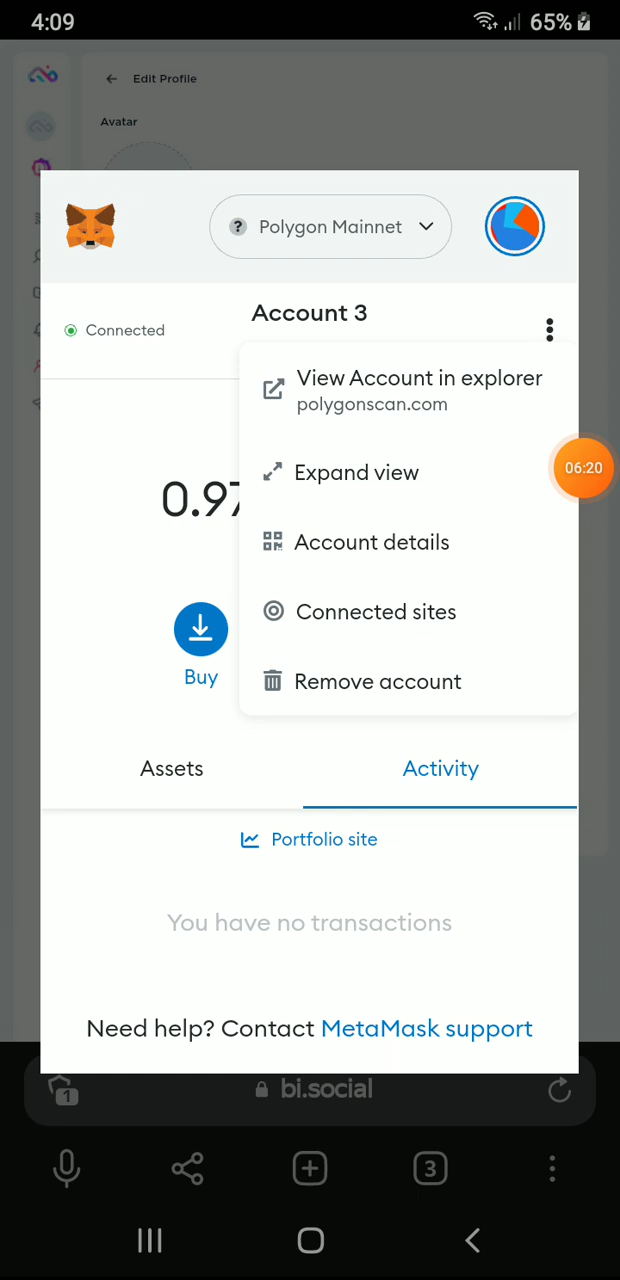 4:09
65%
Edit Profile
Avatar
? Polygon Mainnet
Account 3
Connected
View Account in explorer
polygonscan.com
06:20
Expand view
0.97
Account details
Connected sites
Buy
Remove account
Assets
Activity
Portfolio site
You have no transactions
Need help? Contact MetaMask support
1
bi.social
3